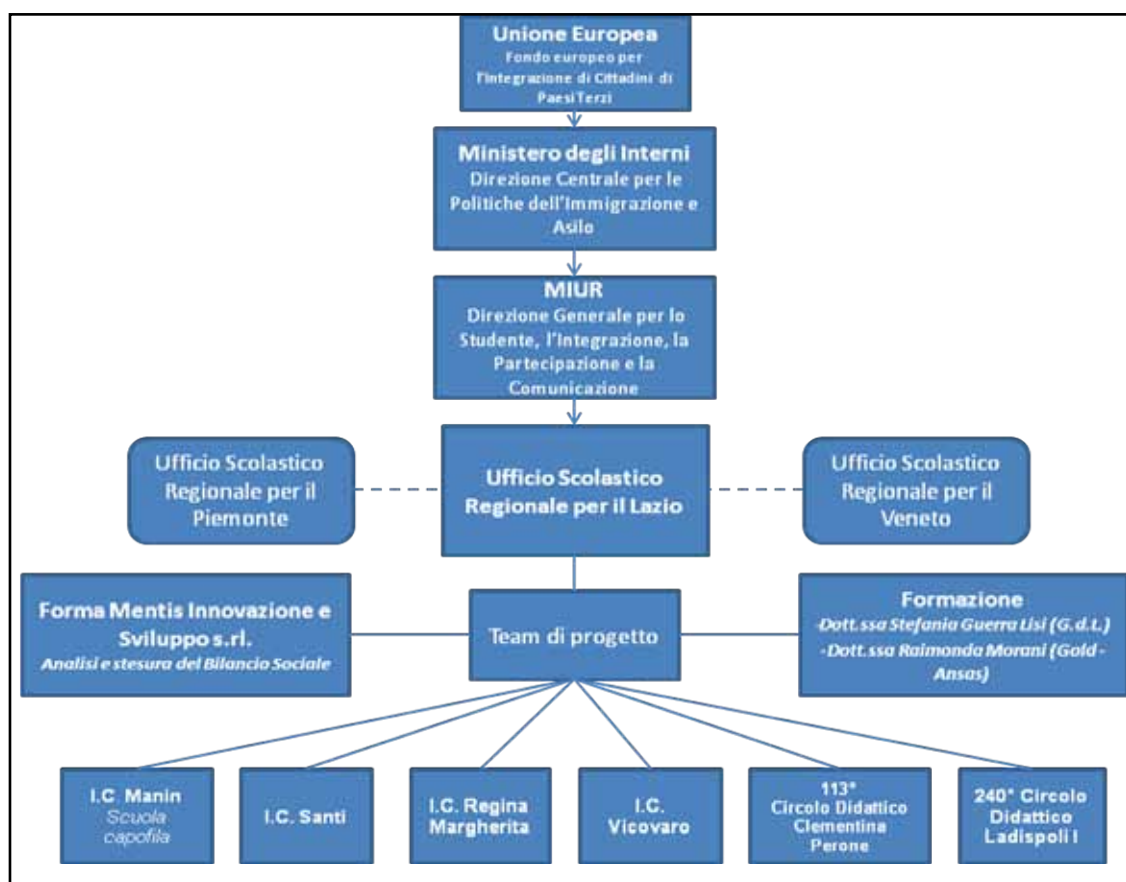 Unione Europea
Fondo europeo per
l'Integrazione di Cittadini di
Paesi Terzi
Ministero degli Interni
Direzione Centrale per le
Politiche dell'Immigrazione e
Asilo
MIUR
Direzione Generale per lo
Studente, l'Integrazione, la
Partecipazione e la
Comunicazione
Ufficio Scolastico
Regionale per il
Piemonte
Ufficio Scolastico
Regionale per il Lazio
Ufficio Scolastico
Regionale per il
Veneto
Forma Mentis Innovazione e
Sviluppo s.rl.
Analisi e stesura del Bilancio Sociale
Team di progetto
Formazione
-Dott.ssa Stefania Guerra Lisi (G.d.L.)
-Dott.ssa Raimonda Morani (Gold -
Ansas)
I.C Manin
Scuola
capofila
I.C. Santi
I.C. Regina
Margherita
I.C.
Vicovaro
113°
Circolo Didattico
Clementina
Perone
240° Circolo
Didattico
Ladispoli I